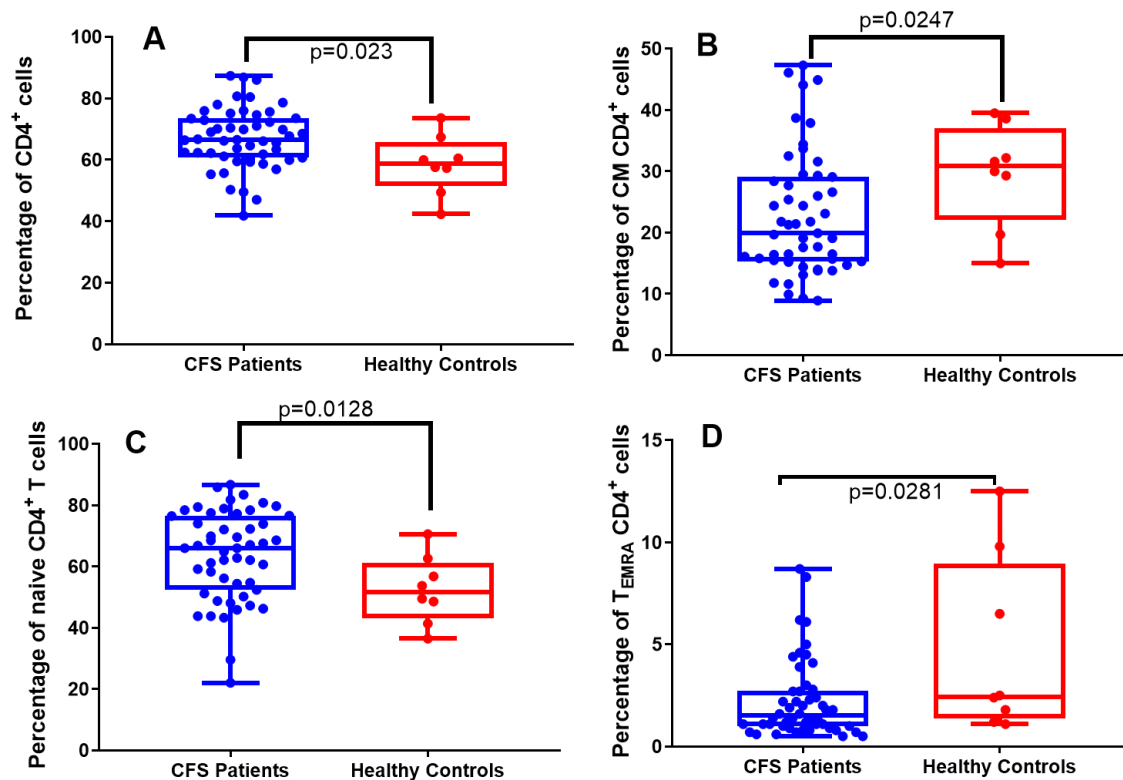 A
p=0.023
Percentage of CD4⁺ cells
100
80
60
40
20
0
CFS Patients
Healthy Controls
B
p=0.0247
Percentage of CM CD4⁺ cells
50
40
30
20
10
0
CFS Patients
Healthy Controls
C
p=0.0128
Percentage of naive CD4⁺ T cells
100
80
60
40
20
0
CFS Patients
Healthy Controls
D
p=0.0281
Percentage of T_EMRA CD4⁺ cells
15
10
5
0
CFS Patients
Healthy Controls